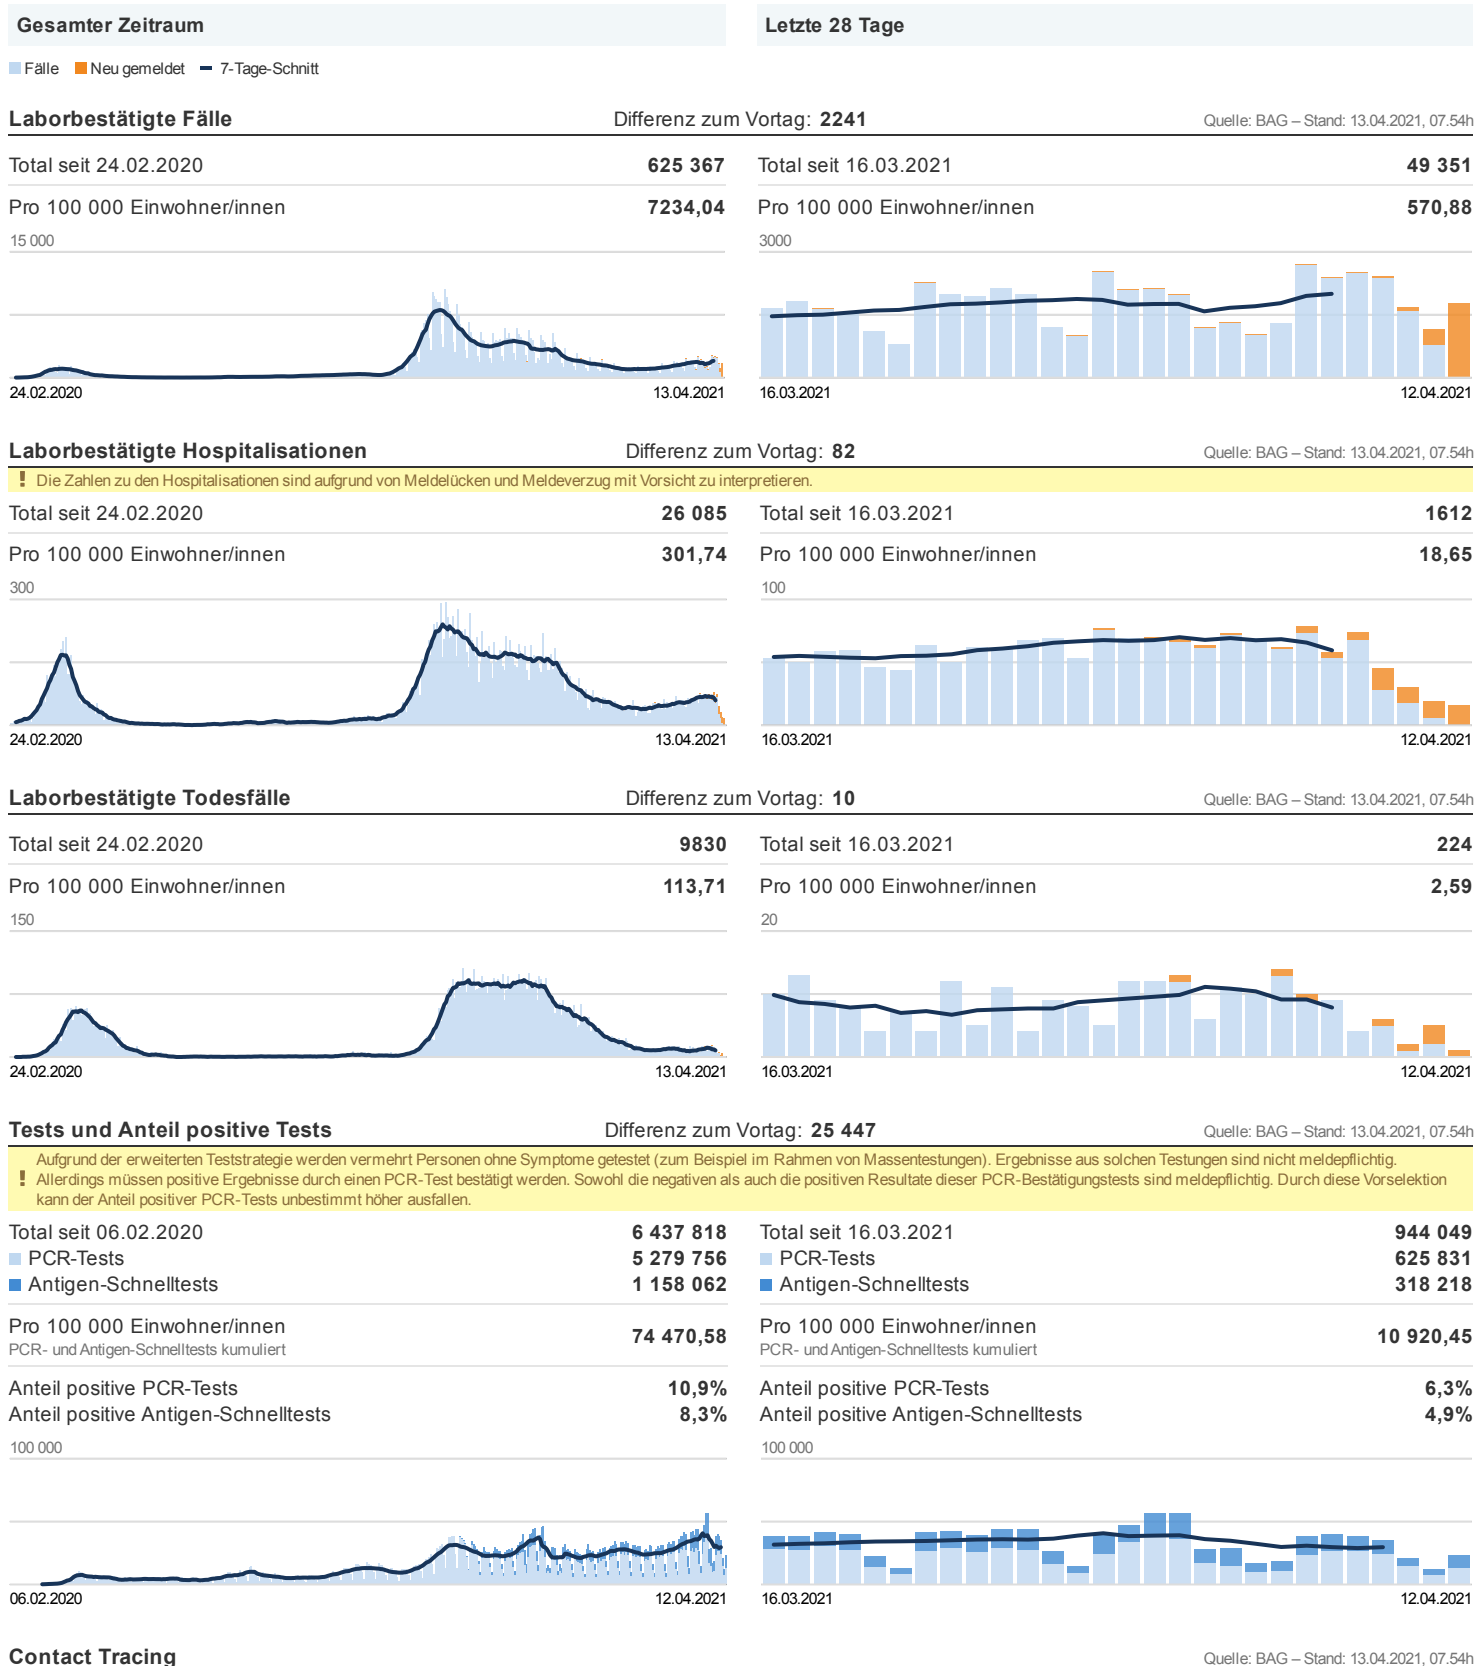 Gesamter Zeitraum
Letzte 28 Tage
Fälle Neu gemeldet 7-Tage-Schnitt
Laborbestätigte Fälle Differenz zum Vortag: 2241 Quelle: BAG – Stand: 13.04.2021, 07.54h
Total seit 24.02.2020 625 367
Pro 100 000 Einwohner/innen 7234,04
15 000
24.02.2020 13.04.2021
Total seit 16.03.2021 49 351
Pro 100 000 Einwohner/innen 570,88
3000
16.03.2021 12.04.2021
Laborbestätigte Hospitalisationen Differenz zum Vortag: 82 Quelle: BAG – Stand: 13.04.2021, 07.54h
! Die Zahlen zu den Hospitalisationen sind aufgrund von Meldelücken und Meldeverzug mit Vorsicht zu interpretieren.
Total seit 24.02.2020 26 085
Pro 100 000 Einwohner/innen 301,74
300
24.02.2020 13.04.2021
Total seit 16.03.2021 1612
Pro 100 000 Einwohner/innen 18,65
100
16.03.2021 12.04.2021
Laborbestätigte Todesfälle Differenz zum Vortag: 10 Quelle: BAG – Stand: 13.04.2021, 07.54h
Total seit 24.02.2020 9830
Pro 100 000 Einwohner/innen 113,71
150
24.02.2020 13.04.2021
Total seit 16.03.2021 224
Pro 100 000 Einwohner/innen 2,59
20
16.03.2021 12.04.2021
Tests und Anteil positive Tests Differenz zum Vortag: 25 447 Quelle: BAG – Stand: 13.04.2021, 07.54h
Aufgrund der erweiterten Teststrategie werden vermehrt Personen ohne Symptome getestet (zum Beispiel im Rahmen von Massentestungen). Ergebnisse aus solchen Testungen sind nicht meldepflichtig.
! Allerdings müssen positive Ergebnisse durch einen PCR-Test bestätigt werden. Sowohl die negativen als auch die positiven Resultate dieser PCR-Bestätigungstests sind meldepflichtig. Durch diese Vorselektion
kann der Anteil positiver PCR-Tests unbestimmt höher ausfallen.
Total seit 06.02.2020 6 437 818
PCR-Tests 5 279 756
Antigen-Schnelltests 1 158 062
Pro 100 000 Einwohner/innen 74 470,58
PCR- und Antigen-Schnelltests kumuliert
Anteil positive PCR-Tests 10,9%
Anteil positive Antigen-Schnelltests 8,3%
100 000
06.02.2020 12.04.2021
Total seit 16.03.2021 944 049
PCR-Tests 625 831
Antigen-Schnelltests 318 218
Pro 100 000 Einwohner/innen 10 920,45
PCR- und Antigen-Schnelltests kumuliert
Anteil positive PCR-Tests 6,3%
Anteil positive Antigen-Schnelltests 4,9%
100 000
16.03.2021 12.04.2021
Contact Tracing Quelle: BAG – Stand: 13.04.2021, 07.54h